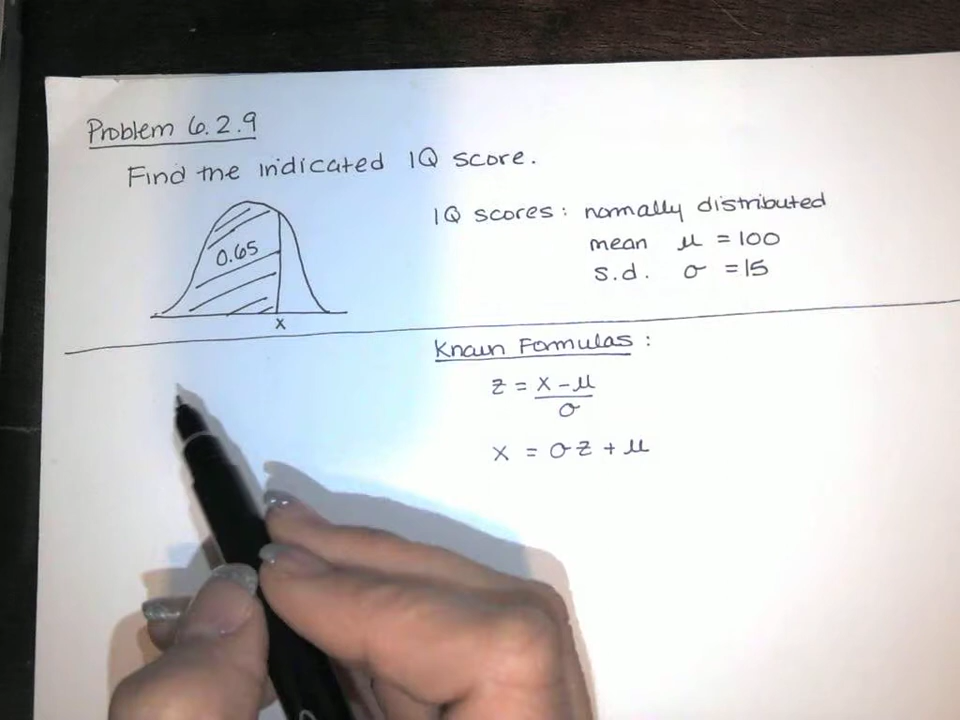 Problem 6.2.9
Find the indicated IQ score.
0.65
x
IQ scores: normally distributed
mean μ = 100
s.d. σ = 15
Known Formulas:
z = x - μ / σ
x = σz + μ